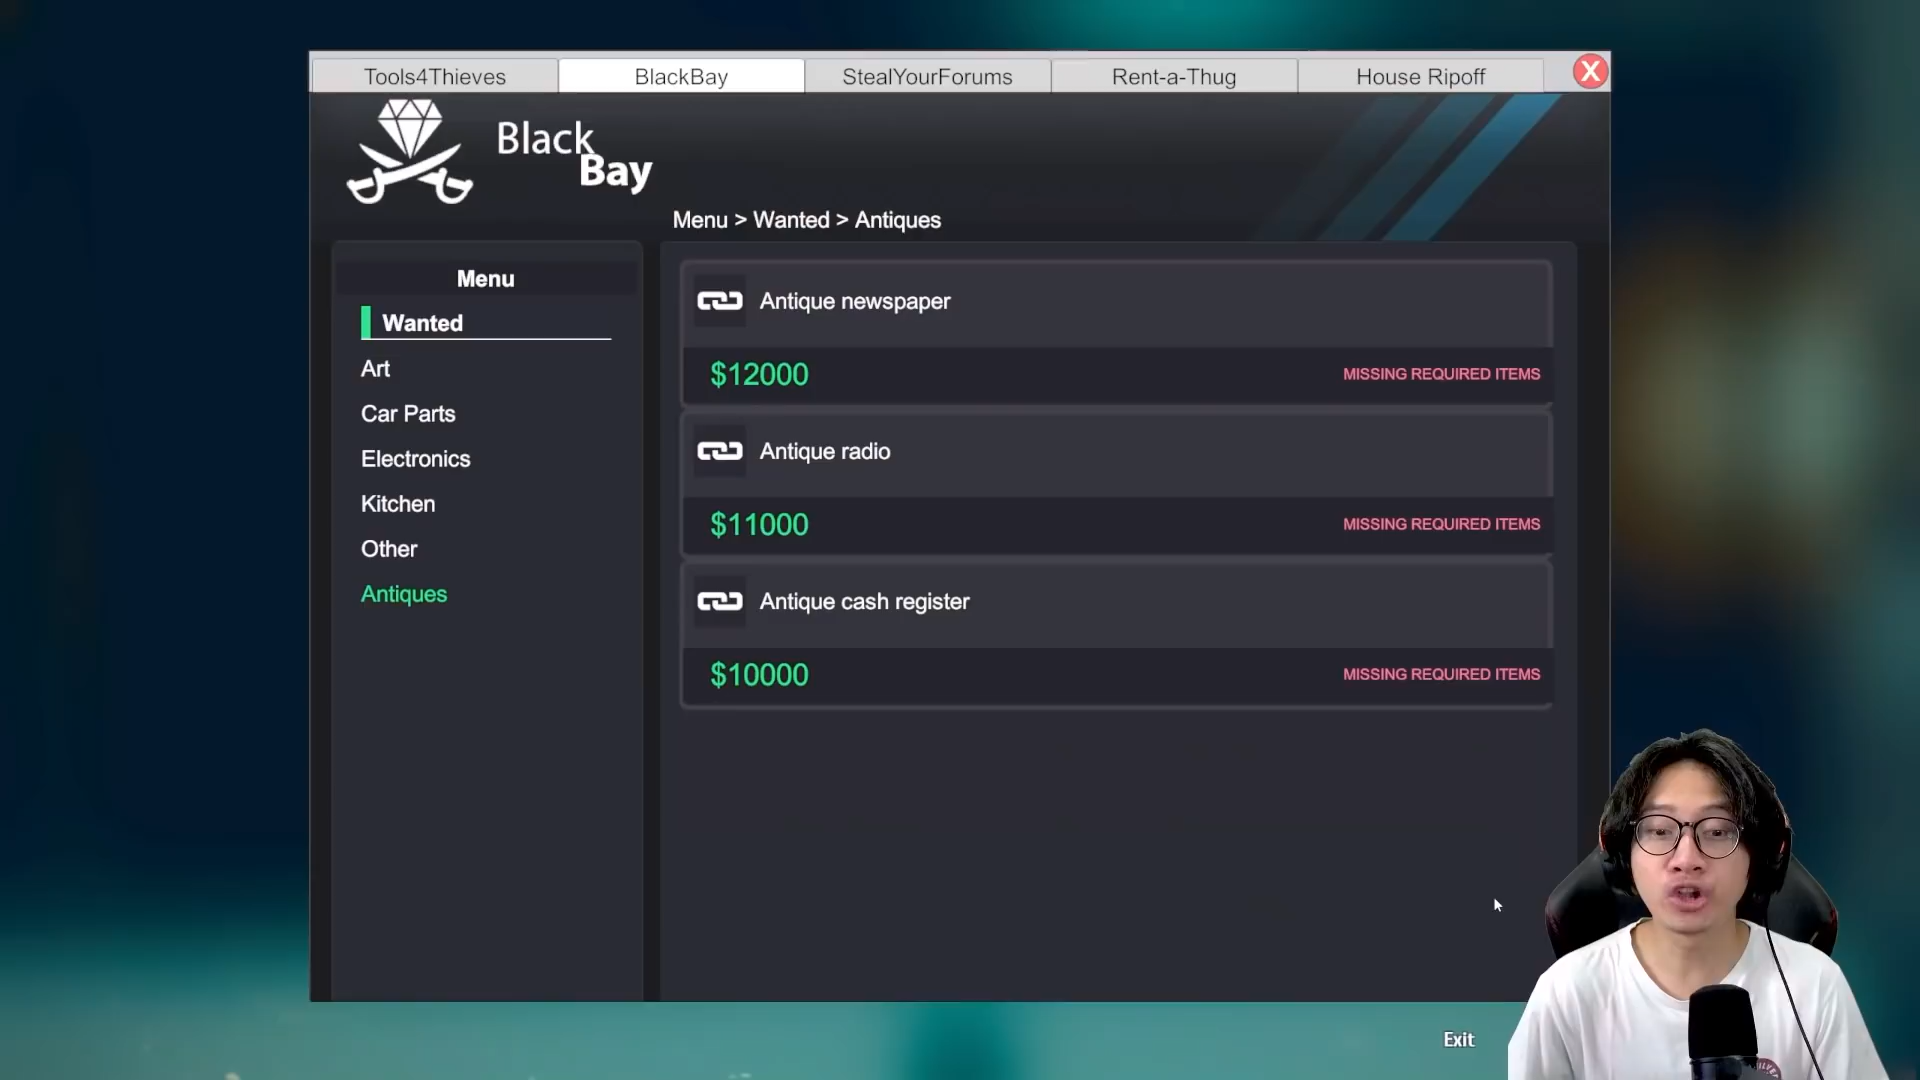 Tools4Thieves
BlackBay
StealYourForums
Rent-a-Thug
House Ripoff
X
Black
Bay
Menu > Wanted > Antiques
Menu
Wanted
Art
Car Parts
Electronics
Kitchen
Other
Antiques
Antique newspaper
$12000
MISSING REQUIRED ITEMS
Antique radio
$11000
MISSING REQUIRED ITEMS
Antique cash register
$10000
MISSING REQUIRED ITEMS
Exit